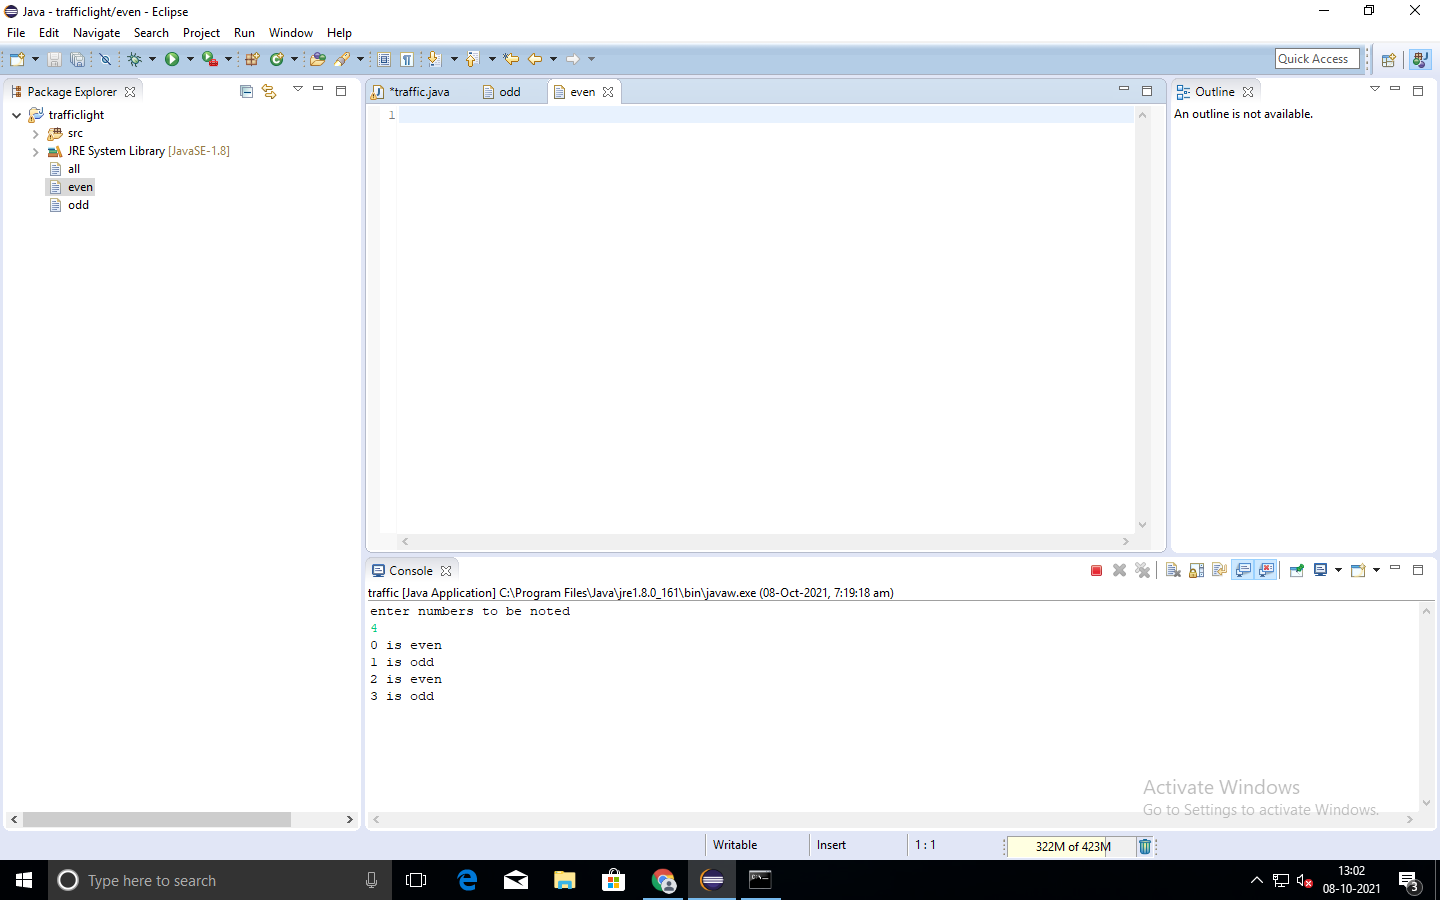 Java - trafficlight/even - Eclipse
File Edit Navigate Search Project Run Window Help
Quick Access
Package Explorer
*traffic.java odd even
Outline
trafficlight
src
JRE System Library [JavaSE-1.8]
all
even
odd
1
An outline is not available.
Console
traffic [Java Application] C:\Program Files\Java\jre1.8.0_161\bin\javaw.exe (08-Oct-2021, 7:19:18 am)
enter numbers to be noted
4
0 is even
1 is odd
2 is even
3 is odd
Activate Windows
Go to Settings to activate Windows.
Writable Insert 1 : 1 322M of 423M
Type here to search
13:02
08-10-2021
3